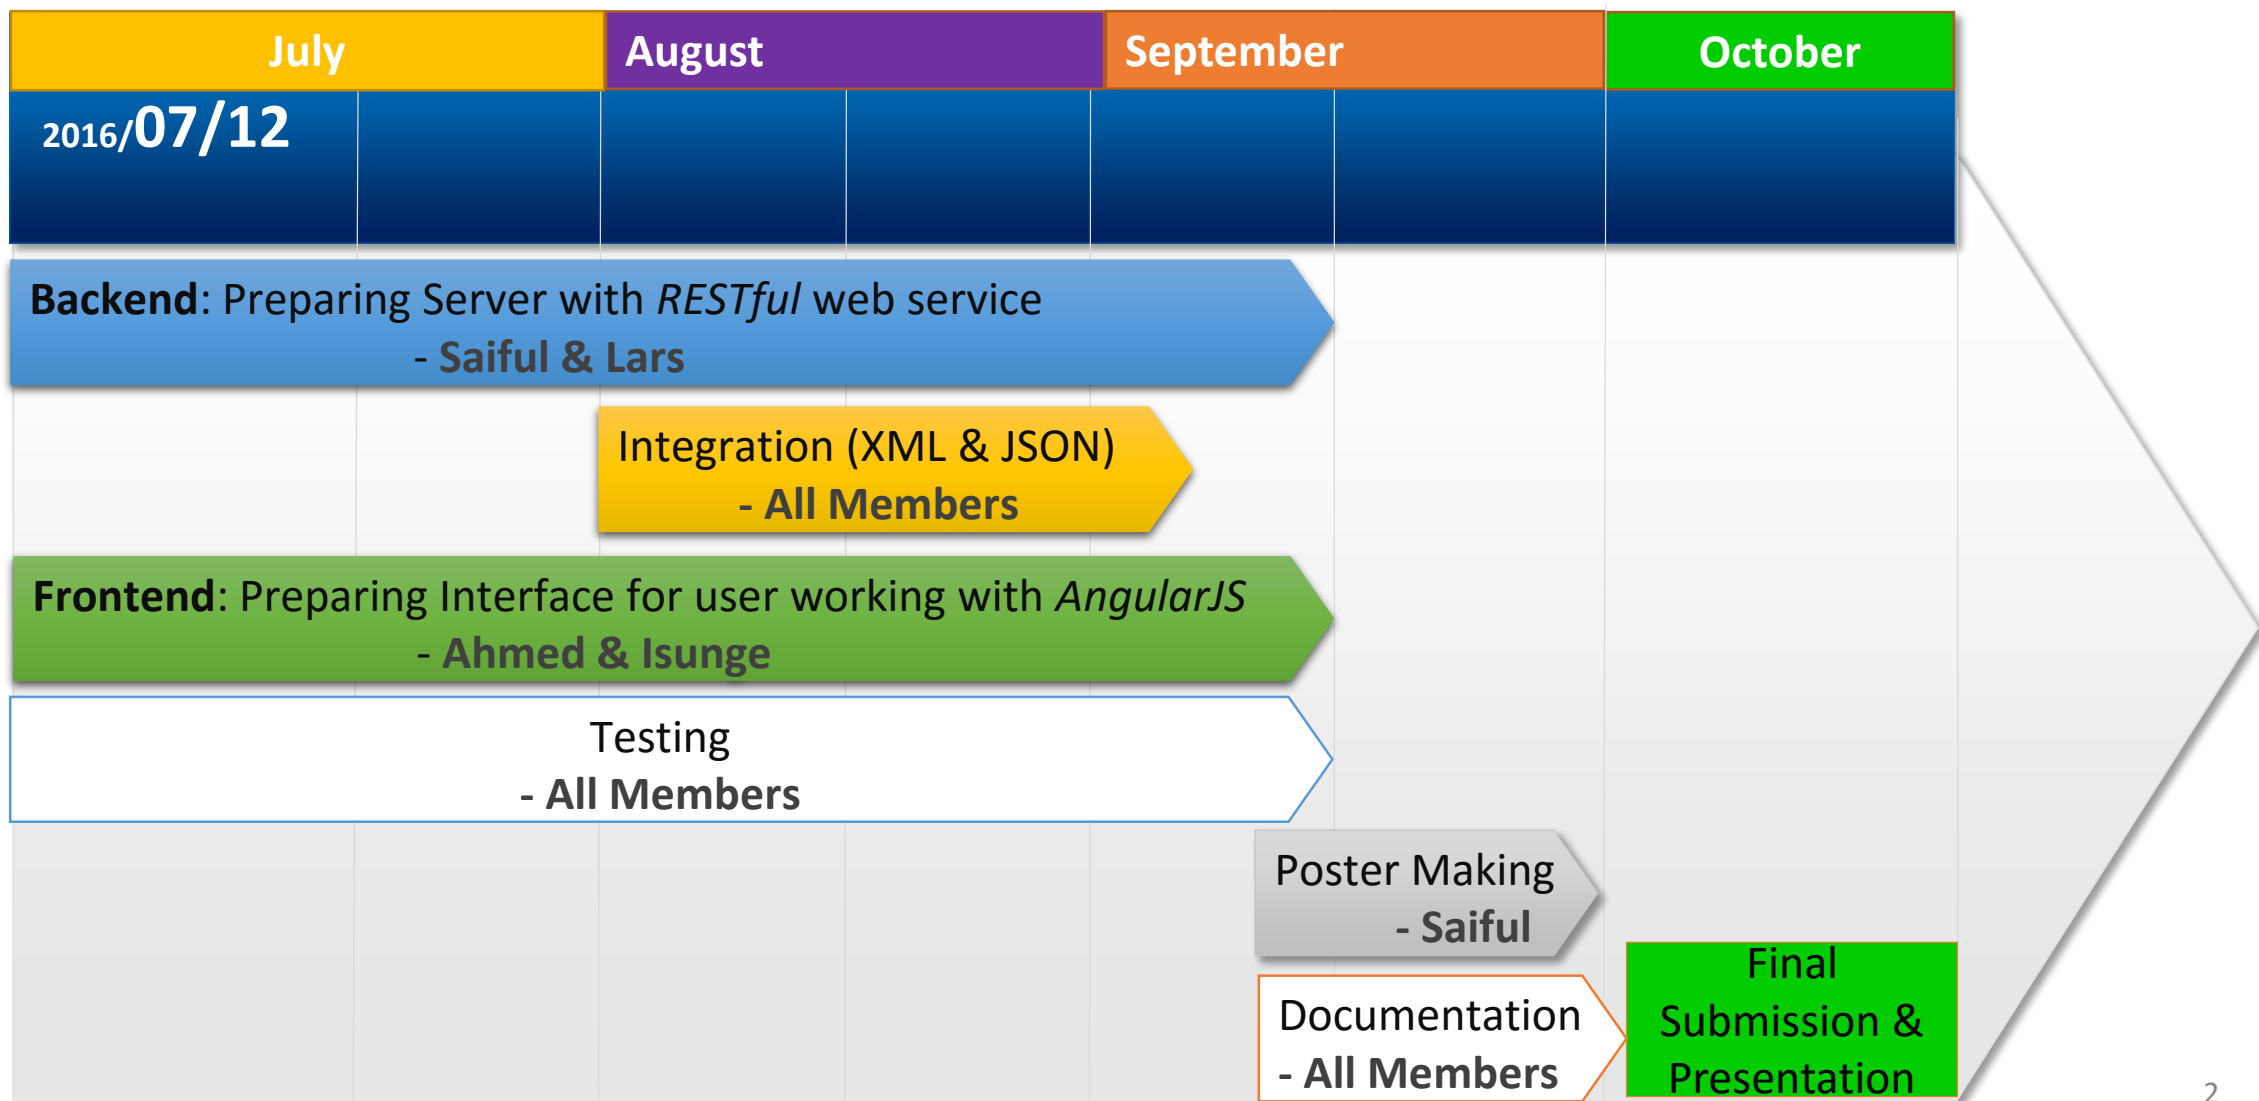 July
August
September
October
2016/07/12
Backend: Preparing Server with RESTful web service
- Saiful & Lars
Integration (XML & JSON)
- All Members
Frontend: Preparing Interface for user working with AngularJS
- Ahmed & Isunge
Testing
- All Members
Poster Making
- Saiful
Documentation
- All Members
Final
Submission &
Presentation
2